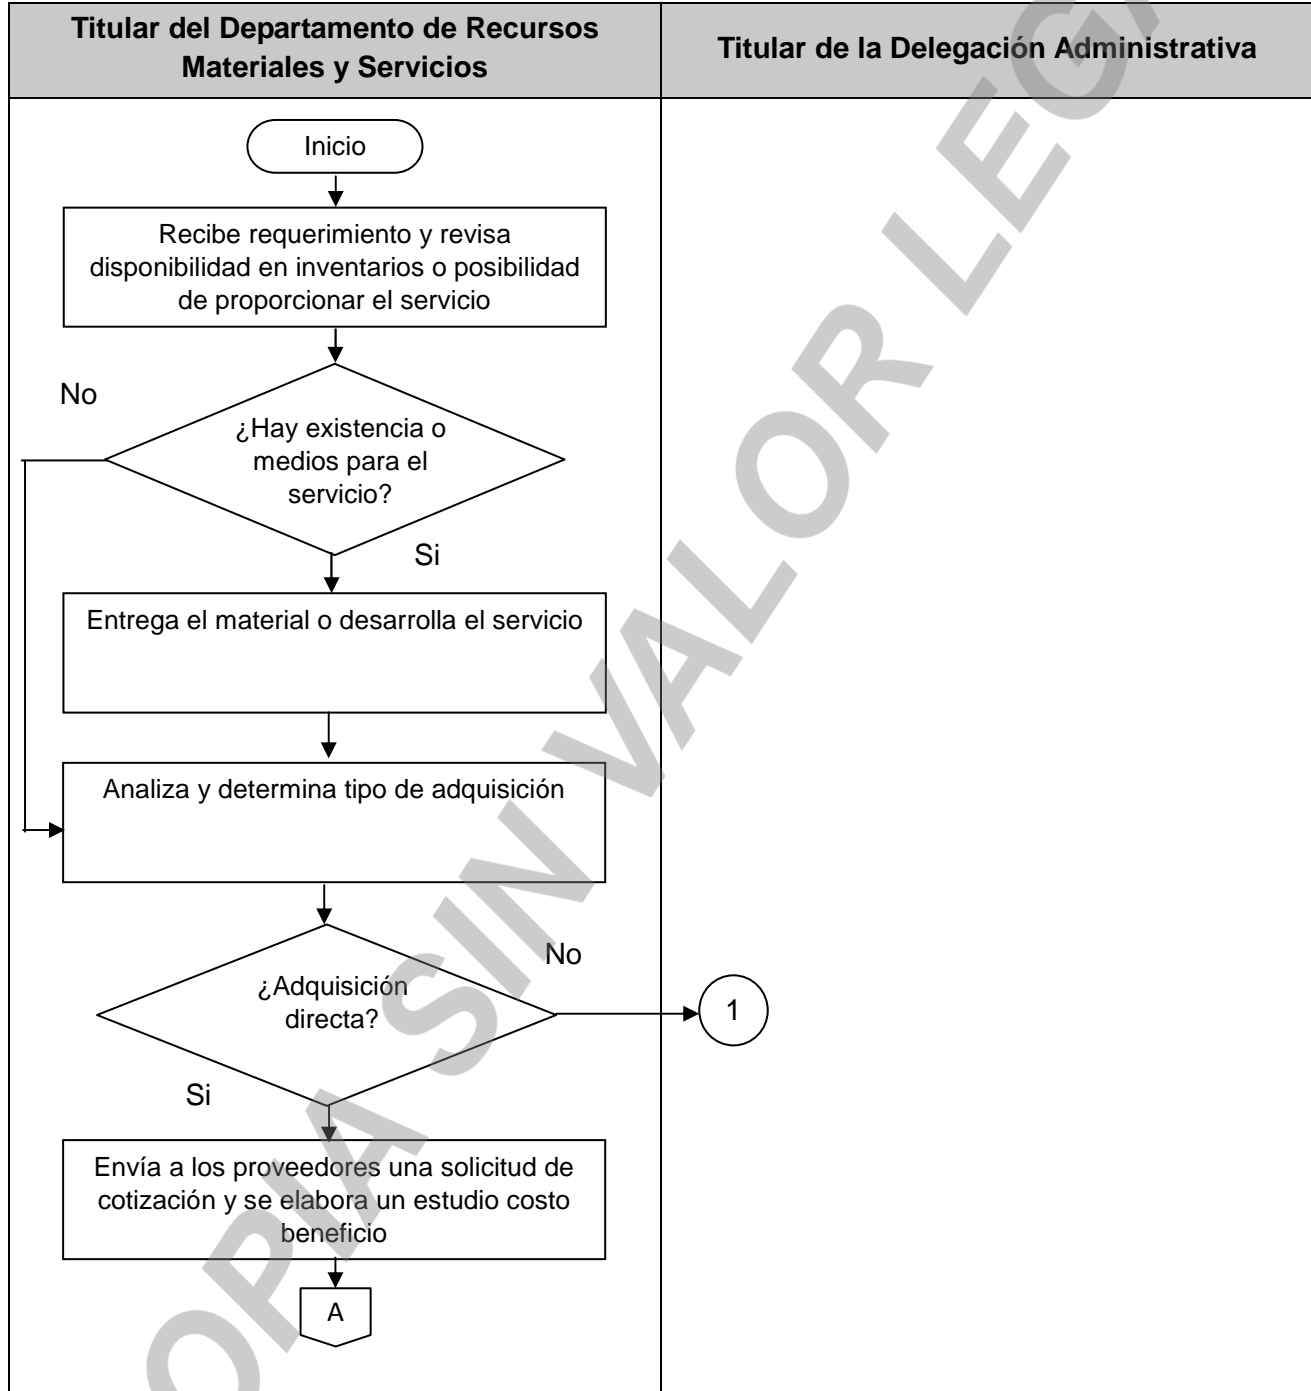 Titular del Departamento de Recursos
Materiales y Servicios
Titular de la Delegación Administrativa
Inicio
Recibe requerimiento y revisa
disponibilidad en inventarios o posibilidad
de proporcionar el servicio
No
¿Hay existencia o
medios para el
servicio?
Si
Entrega el material o desarrolla el servicio
Analiza y determina tipo de adquisición
No
¿Adquisición
directa?
1
Si
Envía a los proveedores una solicitud de
cotización y se elabora un estudio costo
beneficio
A
OPIA SIN VALOR LEGA